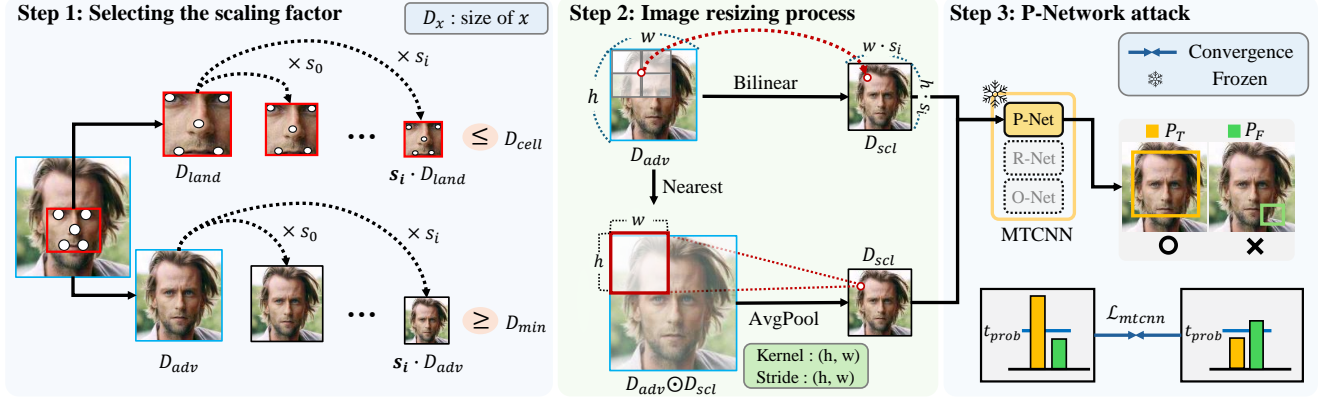 Step 1: Selecting the scaling factor
D_x : size of x
× s_i
× s_0
D_land
s_i · D_land
≤ D_cell
× s_i
× s_0
D_adv
s_i · D_adv
≥ D_min
Step 2: Image resizing process
w
h
D_adv
Bilinear
w · s_i
h · s_i
D_scl
Nearest
w
h
D_adv⊙D_scl
AvgPool
D_scl
Kernel : (h, w)
Stride : (h, w)
Step 3: P-Network attack
Convergence
Frozen
P-Net
R-Net
O-Net
MTCNN
P_T
P_F
t_prob
ℒ_mtcnn
t_prob